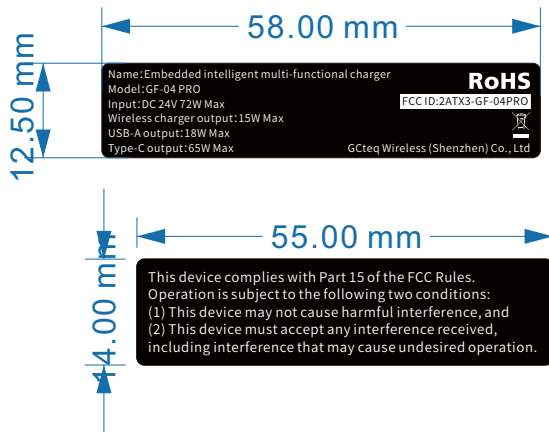 58.00 mm
12.50 mm
Name:Embedded intelligent multi-functional charger
Model:GF-04 PRO
Input:DC 24V 72W Max
Wireless charger output:15W Max
USB-A output:18W Max
Type-C output:65W Max
RoHS
FCC ID:2ATX3-GF-04PRO
GCteq Wireless (Shenzhen) Co., Ltd
55.00 mm
14.00 mm
This device complies with Part 15 of the FCC Rules.
Operation is subject to the following two conditions:
(1) This device may not cause harmful interference, and
(2) This device must accept any interference received,
including interference that may cause undesired operation.